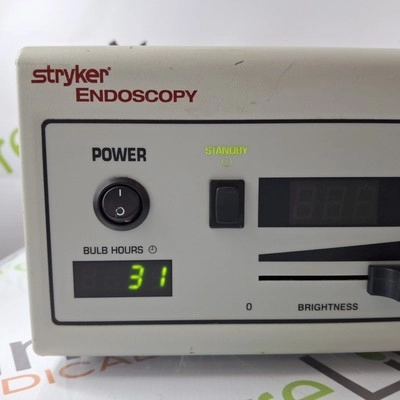 stryker
ENDOSCOPY
POWER
STANDBY
BULB HOURS
31
0 BRIGHTNESS